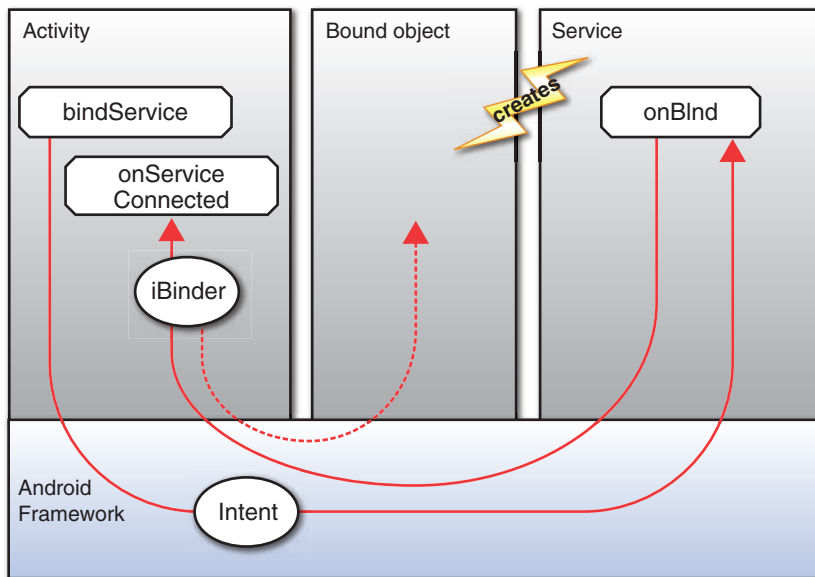 Activity
Bound object
Service
bindService
creates
onBInd
onService
Connected
iBinder
Android
Framework
Intent